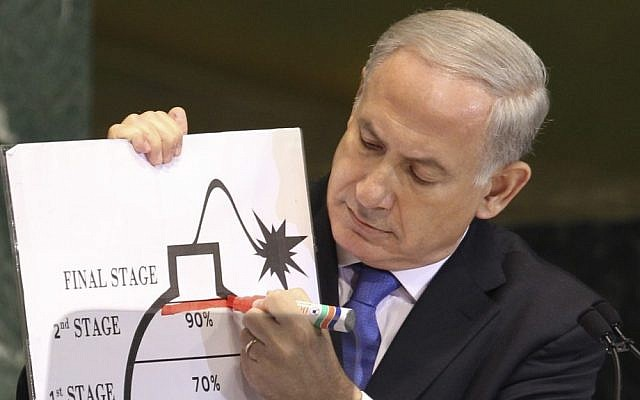 FINAL STAGE
2nd STAGE 90%
1st STAGE 70%